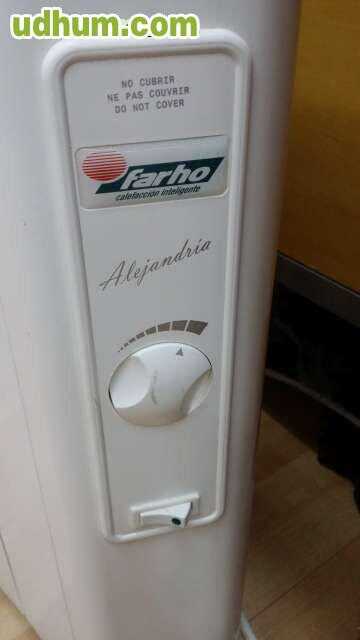 udhum.com
NO CUBRIR
NE PAS COUVRIR
DO NOT COVER
farho
calefacción inteligente
Alejandría